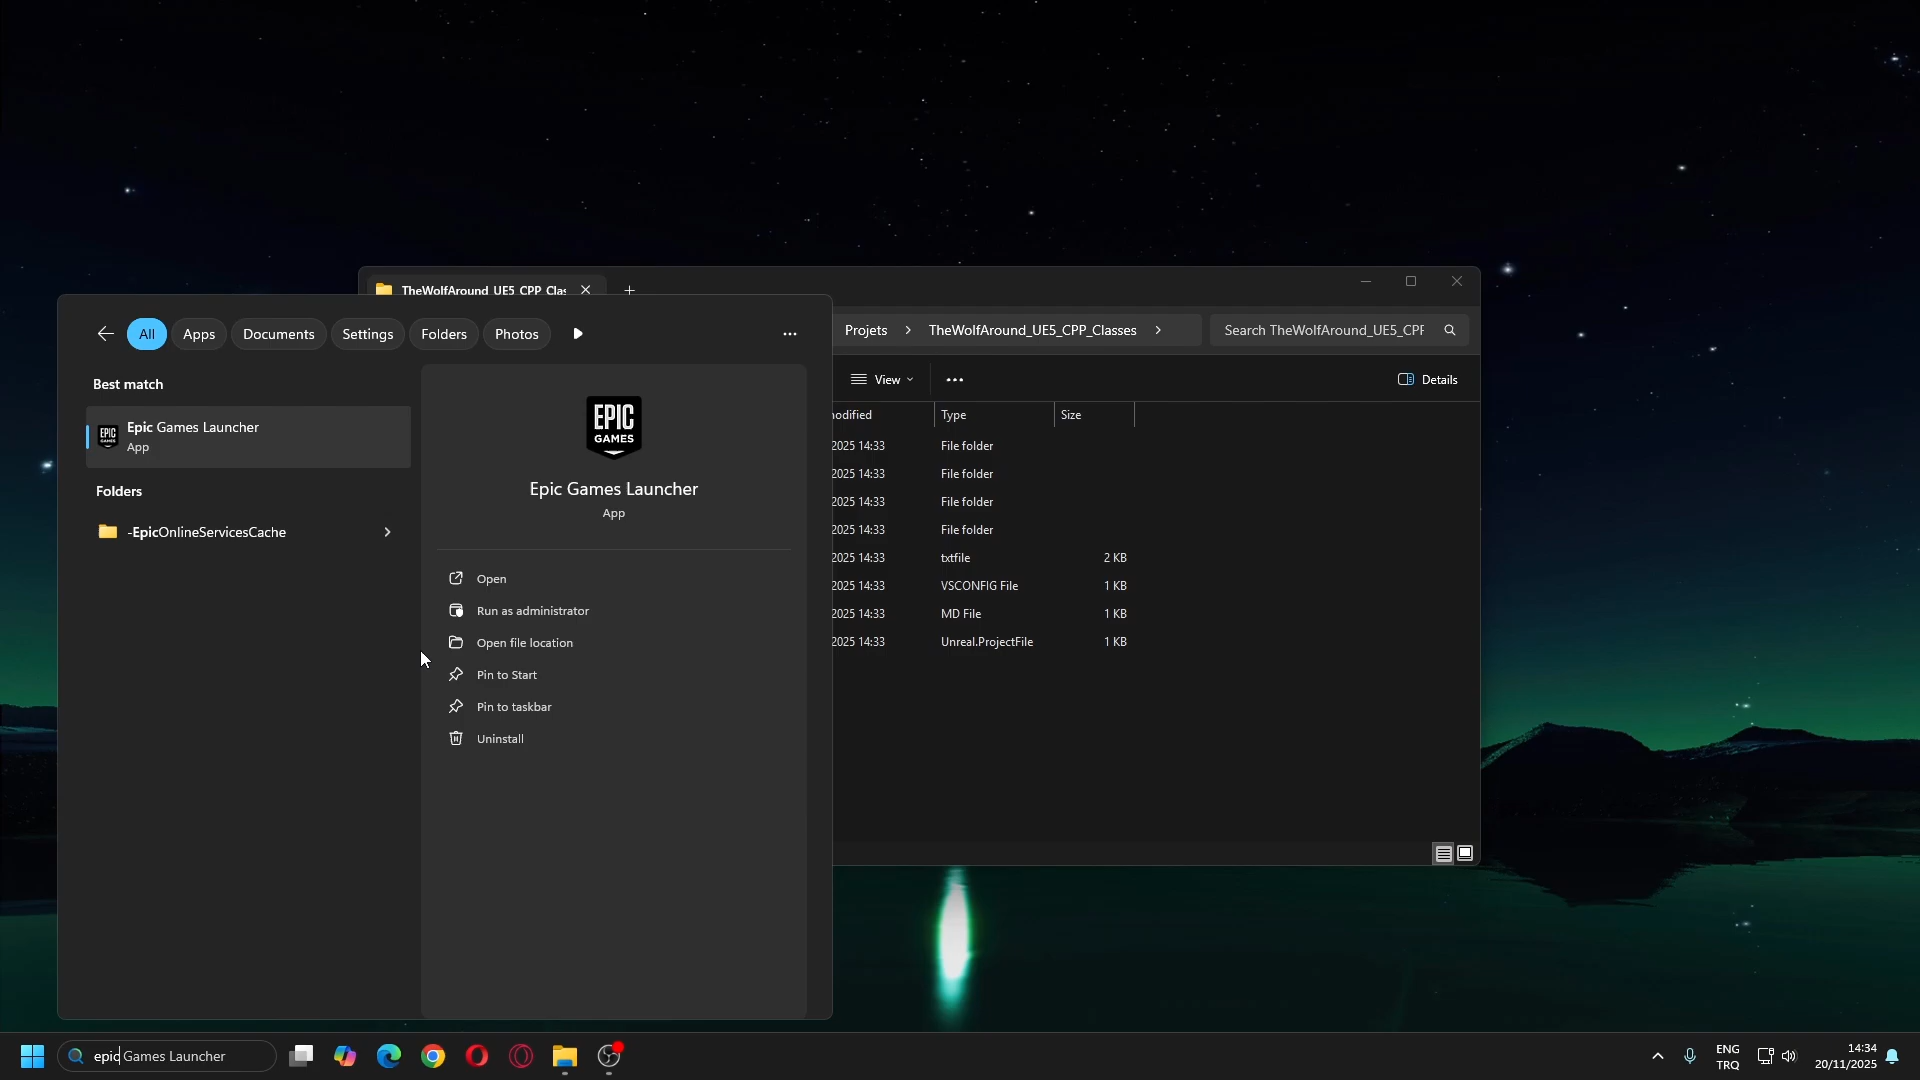 TheWolfAround_UE5_CPP_Clas
All
Apps
Documents
Settings
Folders
Photos
Projets
TheWolfAround_UE5_CPP_Classes
Search TheWolfAround_UE5_CPF
View
Details
Best match
Epic Games Launcher
App
Folders
-EpicOnlineServicesCache
EPIC
GAMES
Epic Games Launcher
App
Open
Run as administrator
Open file location
Pin to Start
Pin to taskbar
Uninstall
odified
Type
Size
2025 14:33
File folder
2025 14:33
File folder
2025 14:33
File folder
2025 14:33
File folder
2025 14:33
txtfile
2 KB
2025 14:33
VSCONFIG File
1 KB
2025 14:33
MD File
1 KB
2025 14:33
Unreal.ProjectFile
1 KB
epic Games Launcher
ENG
TRQ
14:34
20/11/2025